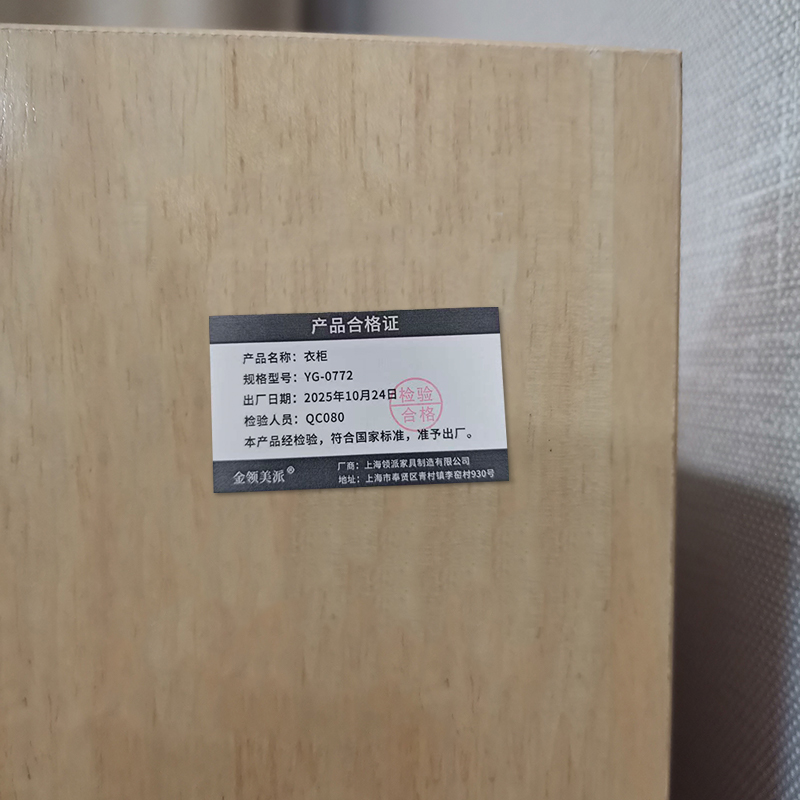 产品合格证
产品名称：衣柜
规格型号：YG-0772
出厂日期：2025年10月24日
检验人员：QC080
本产品经检验，符合国家标准，准予出厂。
检验
合格
金领美派®
厂商：上海领派家具制造有限公司
地址：上海市奉贤区青村镇李窑村930号